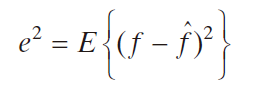 e² = E{(f − f̂)²}